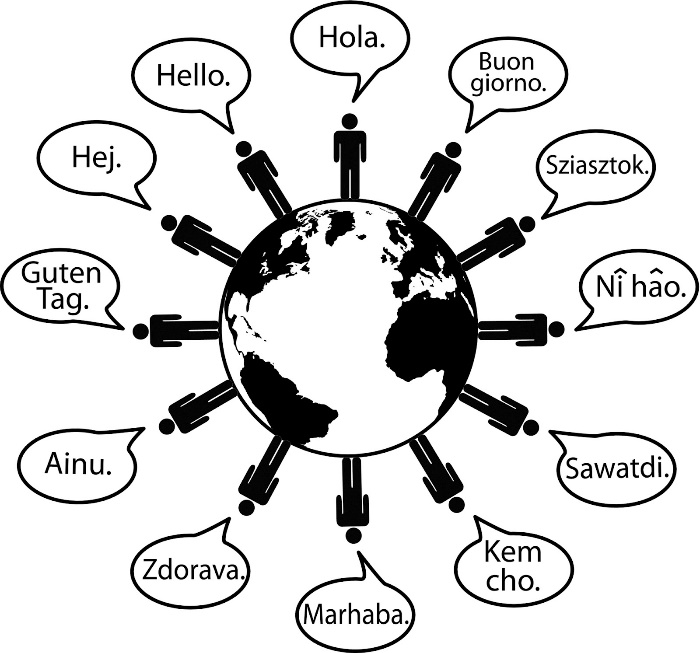 Hola.
Buon
giorno.
Sziasztok.
Nî hâo.
Sawatdi.
Kem
cho.
Marhaba.
Zdorava.
Ainu.
Guten
Tag.
Hej.
Hello.